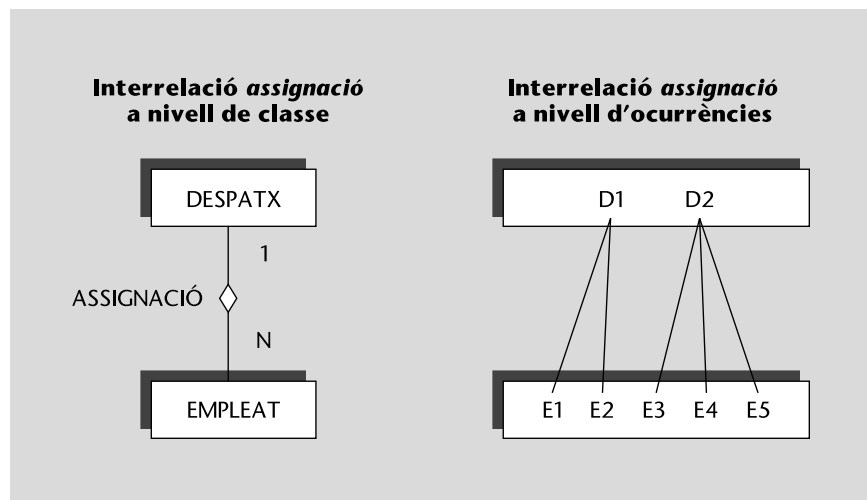 Interrelació assignació
a nivell de classe
DESPATX
1
ASSIGNACIÓ
N
EMPLEAT
Interrelació assignació
a nivell d'ocurrències
D1 D2
E1 E2 E3 E4 E5